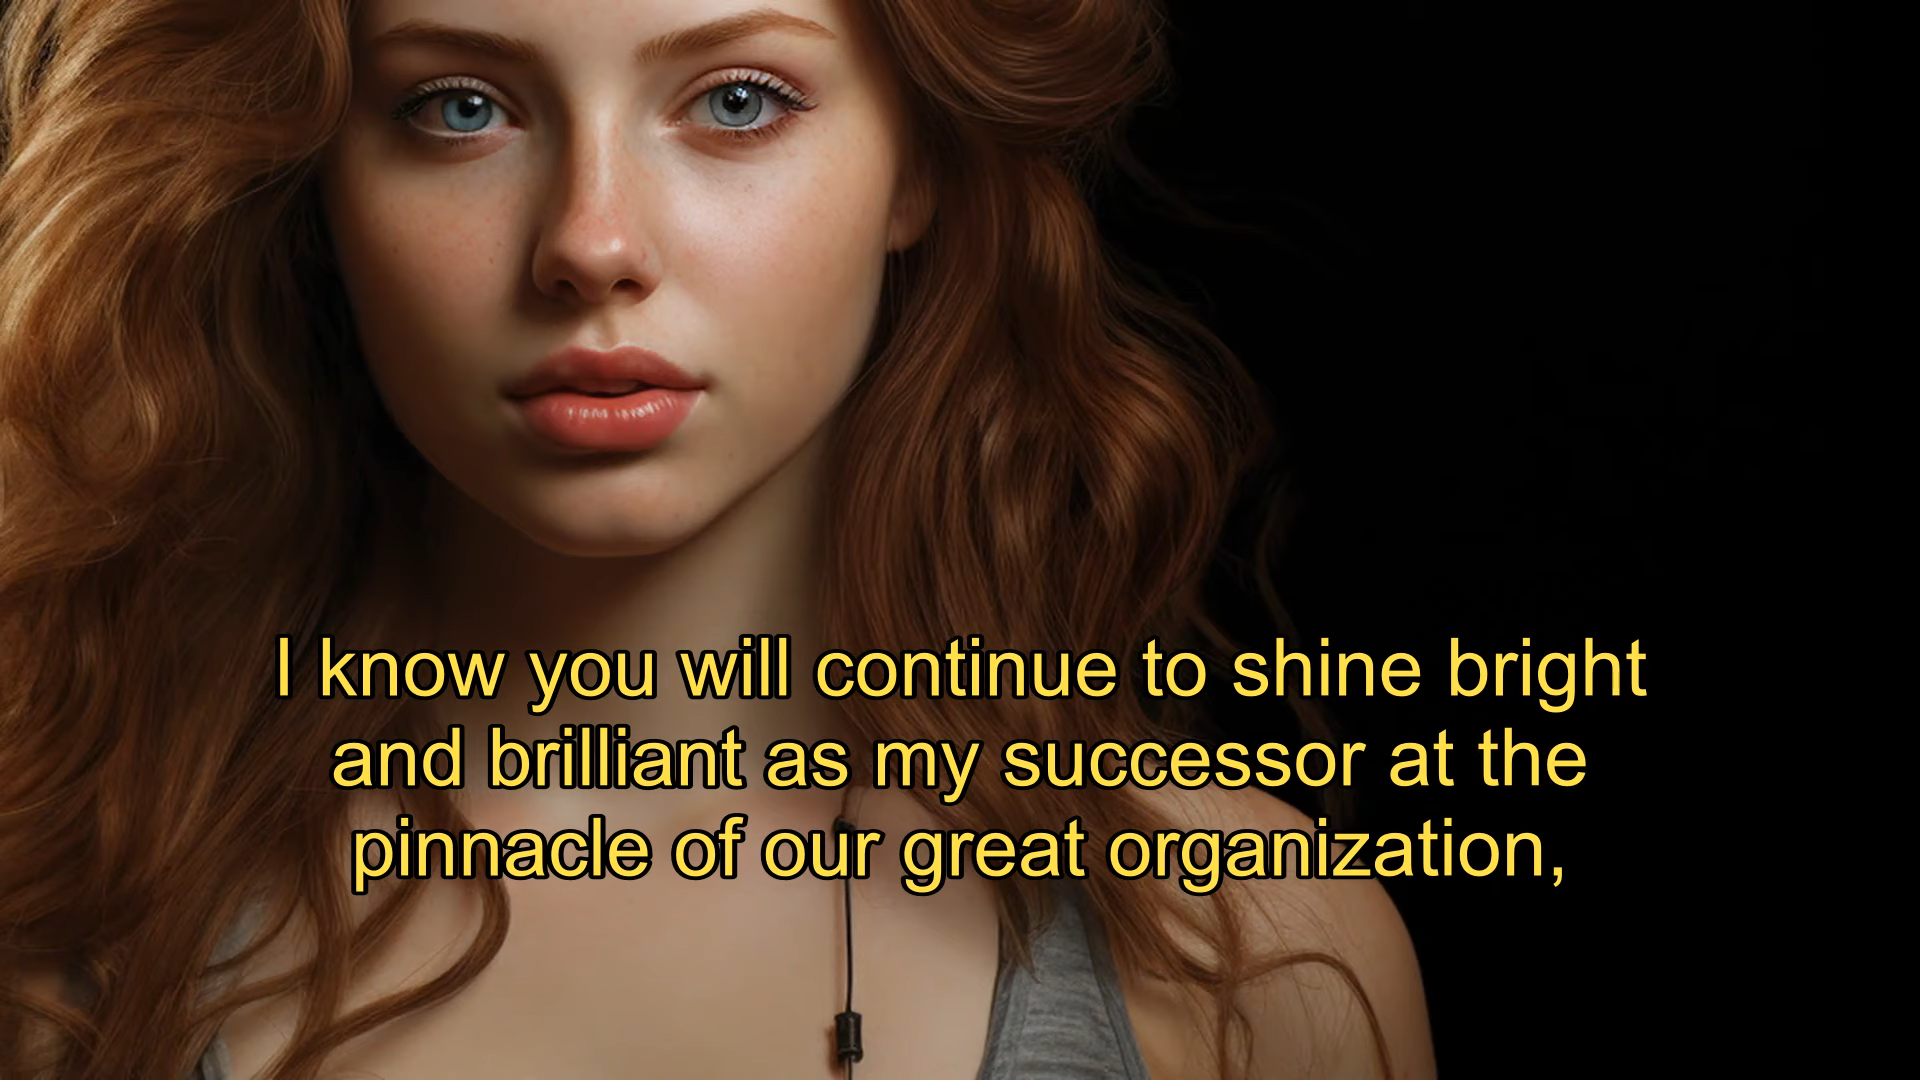 I know you will continue to shine bright
and brilliant as my successor at the
pinnacle of our great organization,